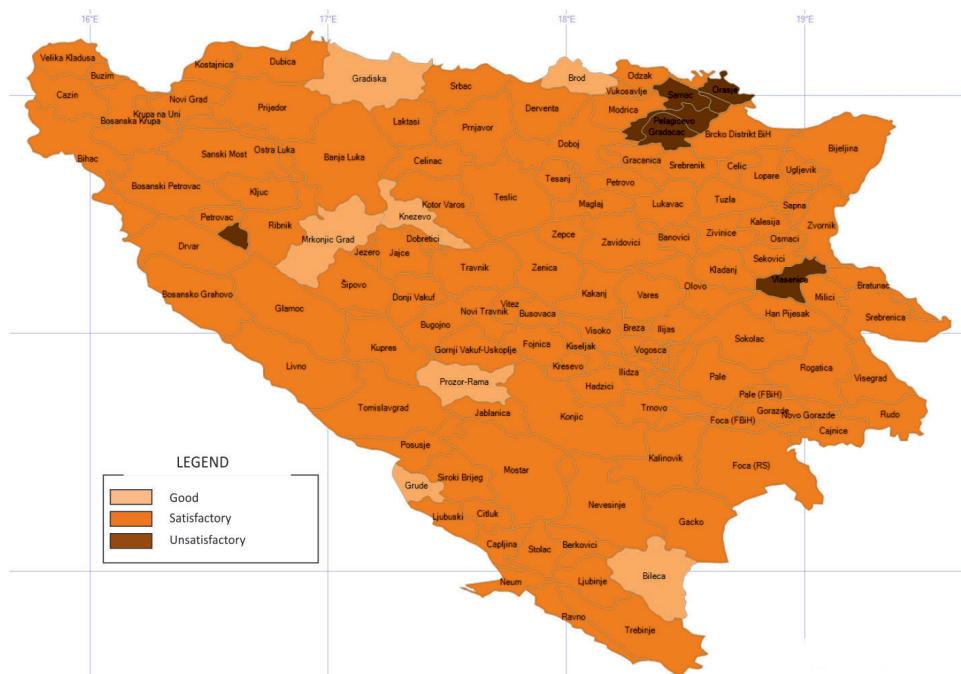 16°E 17°E 18°E 19°E
Velika Kladusa
Buzim
Kostajnica
Dubica
Gradiska
Srbac
Brod
Odzak
Vukosavlje
Samac
Orasje
Cazin
Novi Grad
Krupa na Uni
Bosanska Krupa
Prijedor
Laktasi
Prnjavor
Derventa
Modrica
Pelagicevo
Gradacac
Brcko Distrikt BiH
Bihac
Sanski Most
Ostra Luka
Banja Luka
Celinac
Doboj
Gracanica
Srebrenik
Celic
Lopare
Ugljevik
Bijeljina
Bosanski Petrovac
Kljuc
Kotor Varos
Teslic
Tesanj
Petrovo
Maglaj
Lukavac
Tuzla
Sapna
Petrovac
Ribnik
Mrkonjic Grad
Knezevo
Dobretici
Zepce
Zavidovici
Banovici
Zivinice
Kalesija
Osmaci
Zvornik
Drvar
Jezero
Jajce
Travnik
Zenica
Kladanj
Sekovici
Vlasenica
Bosansko Grahovo
Šipovo
Donji Vakuf
Vitez
Kakanj
Vares
Olovo
Milici
Bratunac
Glamoc
Novi Travnik
Busovaca
Han Pijesak
Srebrenica
Bugojno
Visoko
Breza
Ilijas
Kupres
Gornji Vakuf-Uskoplje
Fojnica
Kiseljak
Vogosca
Sokolac
Livno
Prozor-Rama
Kresevo
Ilidza
Hadzici
Pale
Rogatica
Visegrad
Tomislavgrad
Jablanica
Konjic
Trnovo
Pale (FBiH)
Gorazde
Novo Gorazde
Foca (FBiH)
Rudo
Cajnice
Posusje
Kalinovik
Foca (RS)
Mostar
Grude
Siroki Brijeg
Nevesinje
Ljubuski
Citluk
Gacko
Capljina
Stolac
Berkovici
Bileca
Neum
Ljubinje
Ravno
Trebinje
LEGEND
Good
Satisfactory
Unsatisfactory